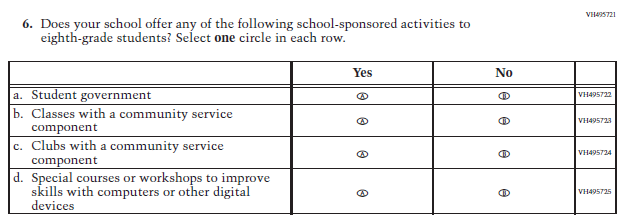 VH495721
6. Does your school offer any of the following school-sponsored activities to
eighth-grade students? Select one circle in each row.
Yes No
a. Student government A B VH495722
b. Classes with a community service
component A B VH495723
c. Clubs with a community service
component A B VH495724
d. Special courses or workshops to improve
skills with computers or other digital
devices A B VH495725